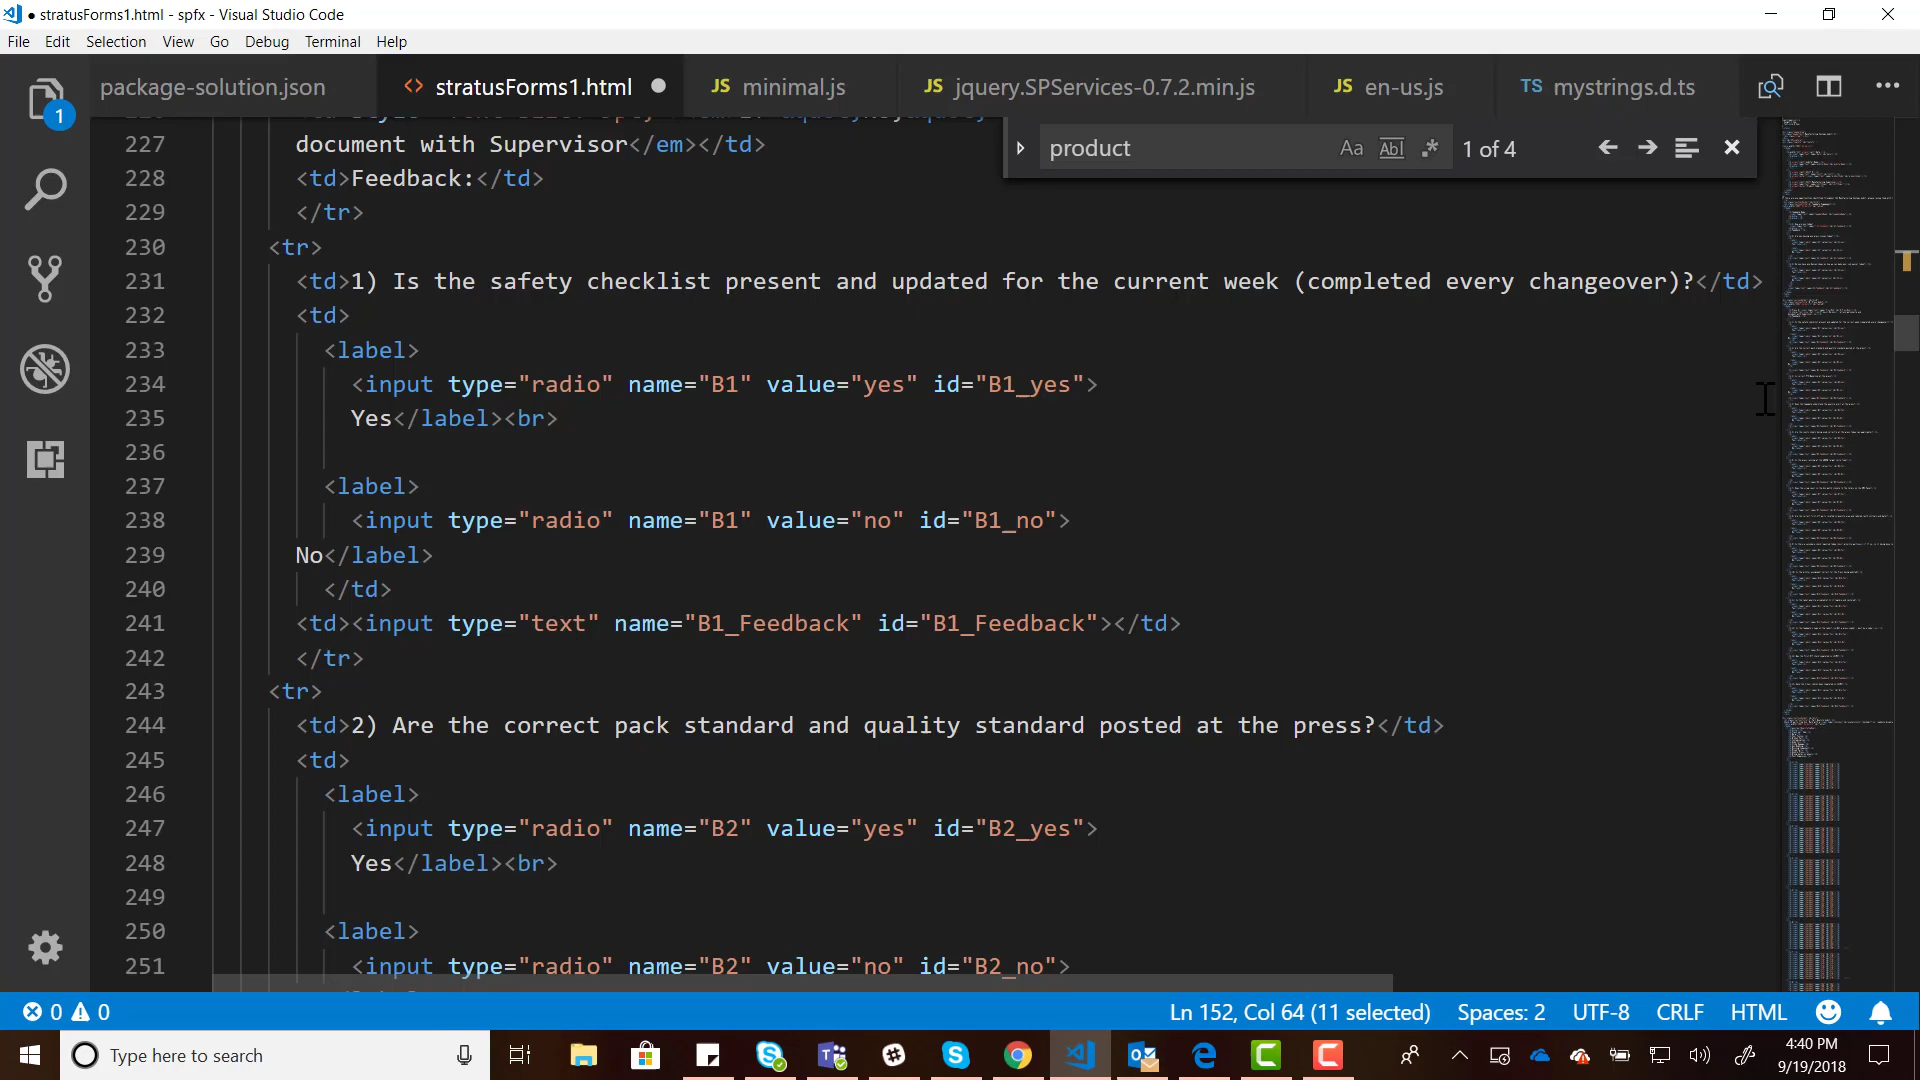 ● stratusForms1.html - spfx - Visual Studio Code
File Edit Selection View Go Debug Terminal Help
package-solution.json <> stratusForms1.html ● JS minimal.js JS jquery.SPServices-0.7.2.min.js JS en-us.js TS mystrings.d.ts
1
product Aa Abl .* 1 of 4
227 document with Supervisor</em></td>
228 <td>Feedback:</td>
229 </tr>
230 <tr>
231 <td>1) Is the safety checklist present and updated for the current week (completed every changeover)?</td>
232 <td>
233 <label>
234 <input type="radio" name="B1" value="yes" id="B1_yes">
235 Yes</label><br>
236
237 <label>
238 <input type="radio" name="B1" value="no" id="B1_no">
239 No</label>
240 </td>
241 <td><input type="text" name="B1_Feedback" id="B1_Feedback"></td>
242 </tr>
243 <tr>
244 <td>2) Are the correct pack standard and quality standard posted at the press?</td>
245 <td>
246 <label>
247 <input type="radio" name="B2" value="yes" id="B2_yes">
248 Yes</label><br>
249
250 <label>
251 <input type="radio" name="B2" value="no" id="B2_no">
0 0 Ln 152, Col 64 (11 selected) Spaces: 2 UTF-8 CRLF HTML
Type here to search
4:40 PM
9/19/2018